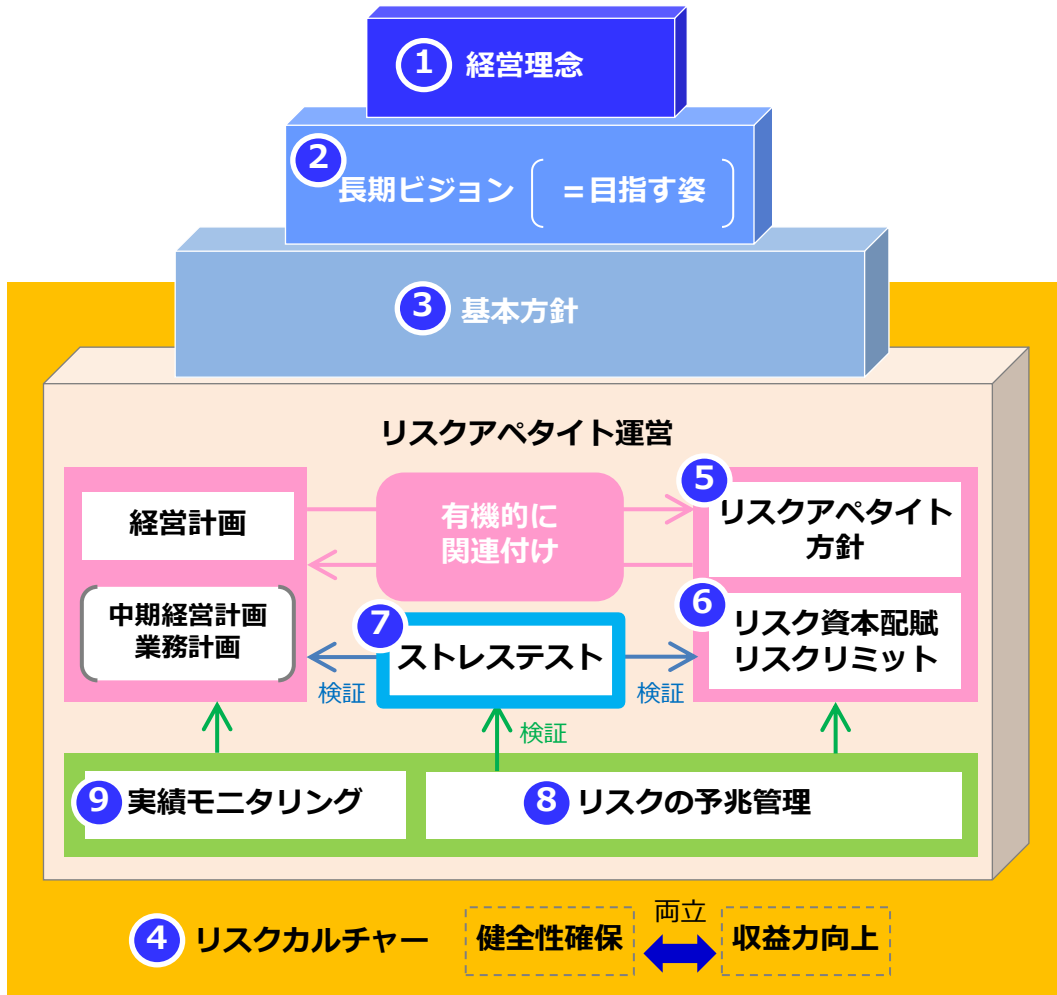 1 経営理念
2
長期ビジョン ( =目指す姿 )
3 基本方針
リスクアペタイト運営
経営計画
中期経営計画
業務計画
有機的に
関連付け
5
リスクアペタイト
方針
6
リスク資本配賦
リスクリミット
7
ストレステスト
検証
検証
検証
9 実績モニタリング
8 リスクの予兆管理
4 リスクカルチャー
健全性確保
両立
収益力向上